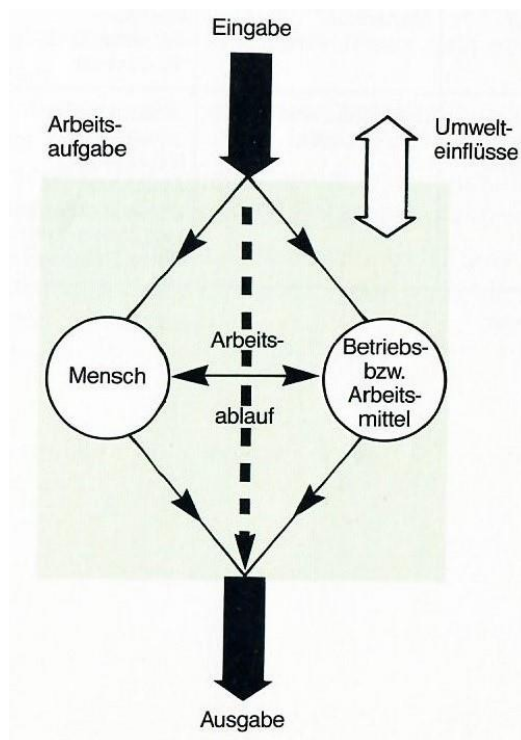 Eingabe
Arbeits-
aufgabe
Umwelt-
einflüsse
Mensch
Arbeits-
ablauf
Betriebs-
bzw.
Arbeits-
mittel
Ausgabe